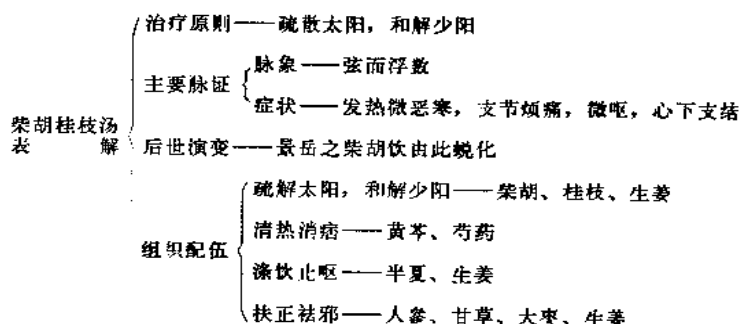 柴胡桂枝汤
表解
治疗原则——疏散太阳，和解少阳
主要脉证
脉象——弦而浮数
症状——发热微恶寒，支节烦痛，微呕，心下支结
后世演变——景岳之柴胡饮由此蜕化
组织配伍
疏解太阳，和解少阳——柴胡、桂枝、生姜
清热消痞——黄芩、芍药
涤饮止呕——半夏、生姜
扶正祛邪——人参、甘草、大枣、生姜